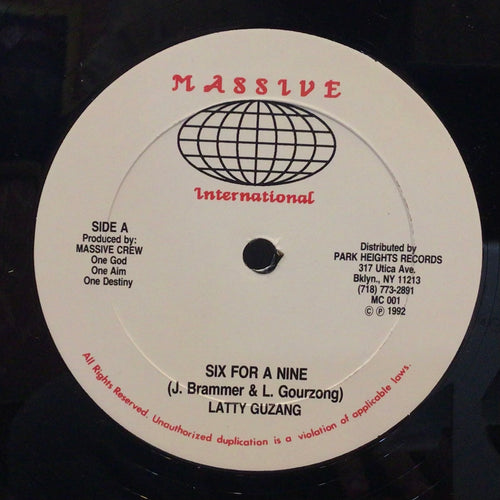 MASSIVE
International
SIDE A
Produced by:
MASSIVE CREW
One God
One Aim
One Destiny
Distributed by
PARK HEIGHTS RECORDS
317 Utica Ave.
Bklyn., NY 11213
(718) 773-2891
MC 001
© ℗ 1992
SIX FOR A NINE
(J. Brammer & L. Gourzong)
LATTY GUZANG
All Rights Reserved. Unauthorized duplication is a violation of applicable laws.